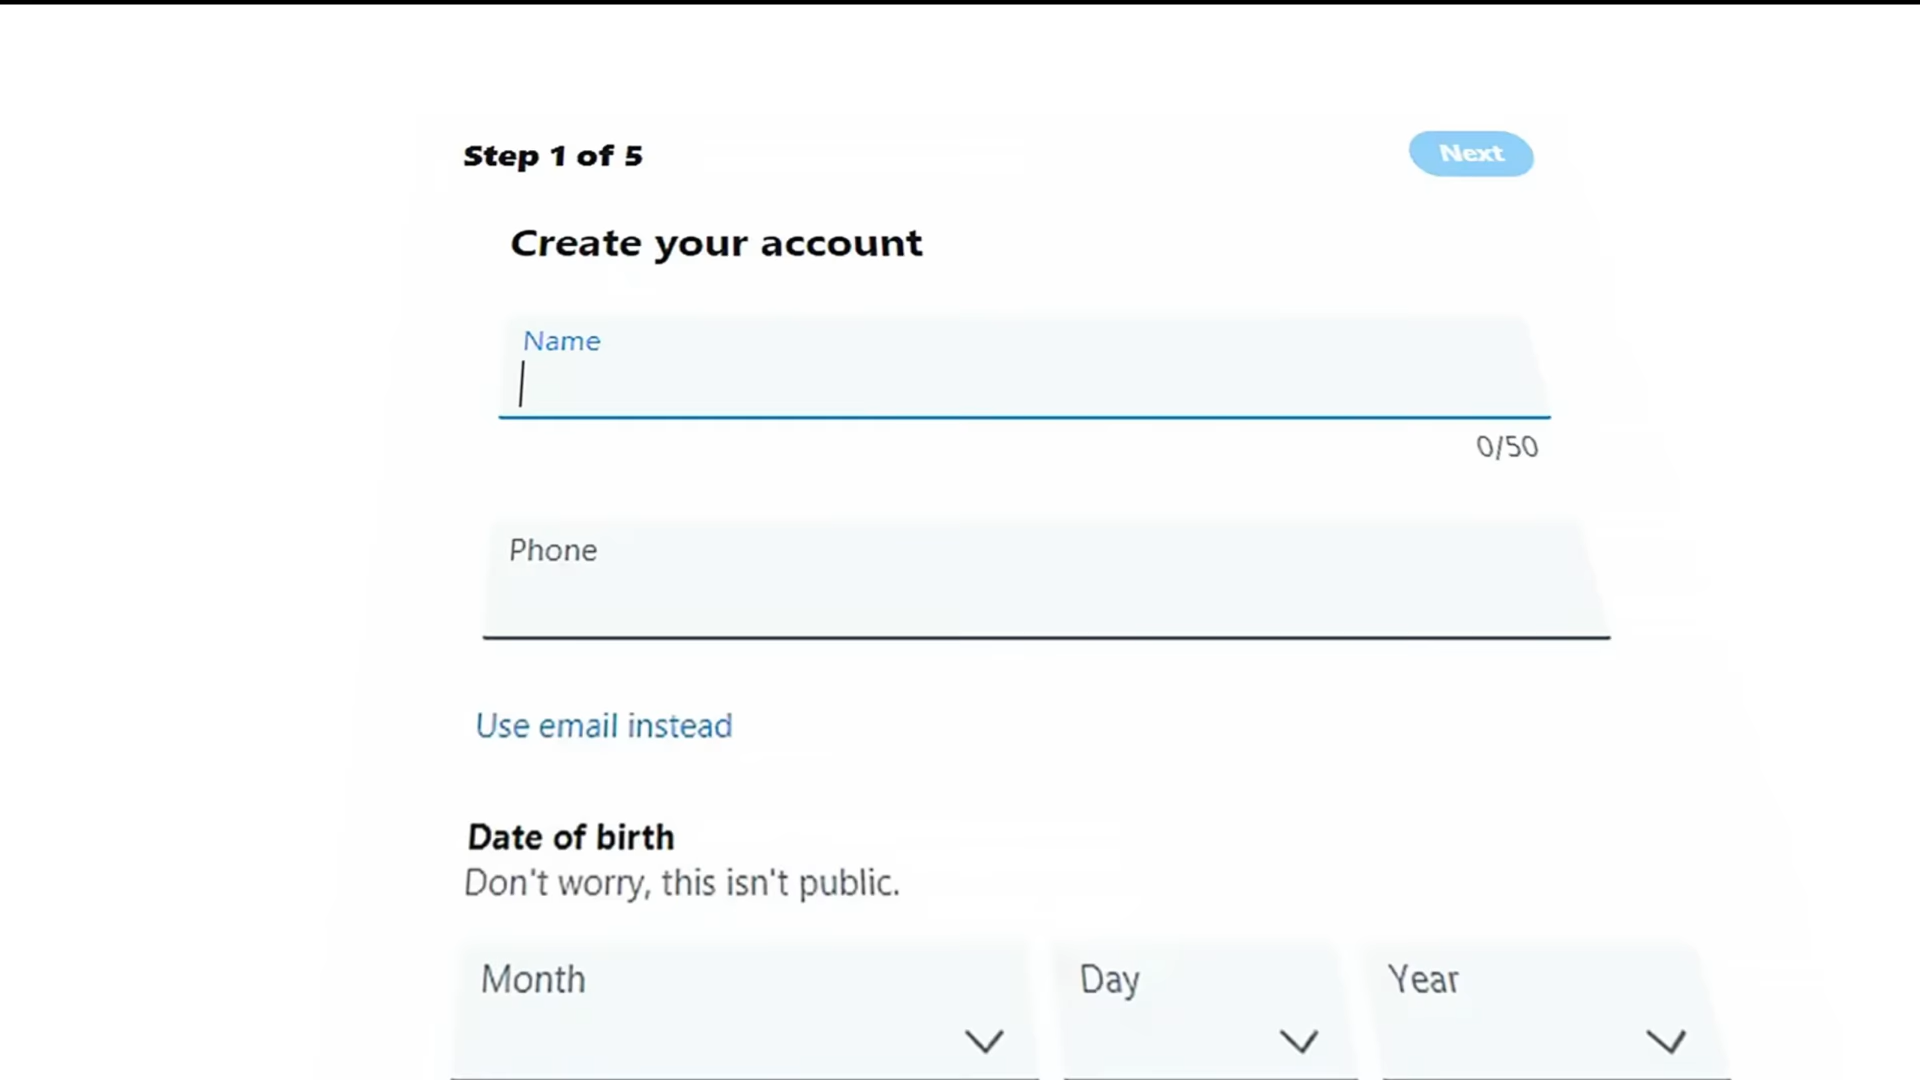 Step 1 of 5
Next
Create your account
Name
0/50
Phone
Use email instead
Date of birth
Don't worry, this isn't public.
Month
Day
Year